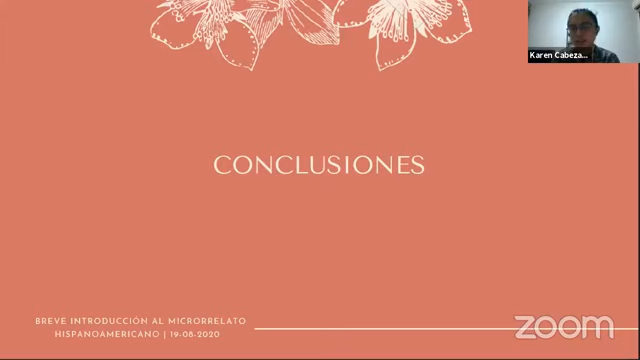 Karen Cabeza...
CONCLUSIONES
BREVE INTRODUCCIÓN AL MICRORRELATO
HISPANOAMERICANO | 19-08-2020
zoom